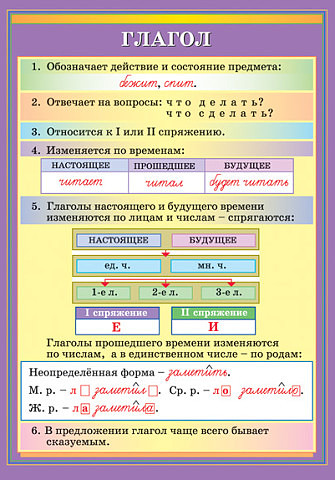 ГЛАГОЛ
1. Обозначает действие и состояние предмета:
бежит, спит.
2. Отвечает на вопросы: что делать?
что сделать?
3. Относится к I или II спряжению.
4. Изменяется по временам:
НАСТОЯЩЕЕ ПРОШЕДШЕЕ БУДУЩЕЕ
читает читал будет читать
5. Глаголы настоящего и будущего времени
изменяются по лицам и числам – спрягаются:
НАСТОЯЩЕЕ БУДУЩЕЕ
ед. ч. мн. ч.
1-е л. 2-е л. 3-е л.
I спряжение II спряжение
Е И
Глаголы прошедшего времени изменяются
по числам, а в единственном числе – по родам:
Неопределённая форма – заметить.
М. р. – л заметил Ср. р. – ло заметило.
Ж. р. – ла заметила.
6. В предложении глагол чаще всего бывает
сказуемым.